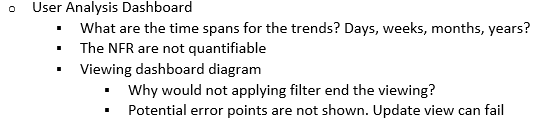 o User Analysis Dashboard
▪ What are the time spans for the trends? Days, weeks, months, years?
▪ The NFR are not quantifiable
▪ Viewing dashboard diagram
▪ Why would not applying filter end the viewing?
▪ Potential error points are not shown. Update view can fail